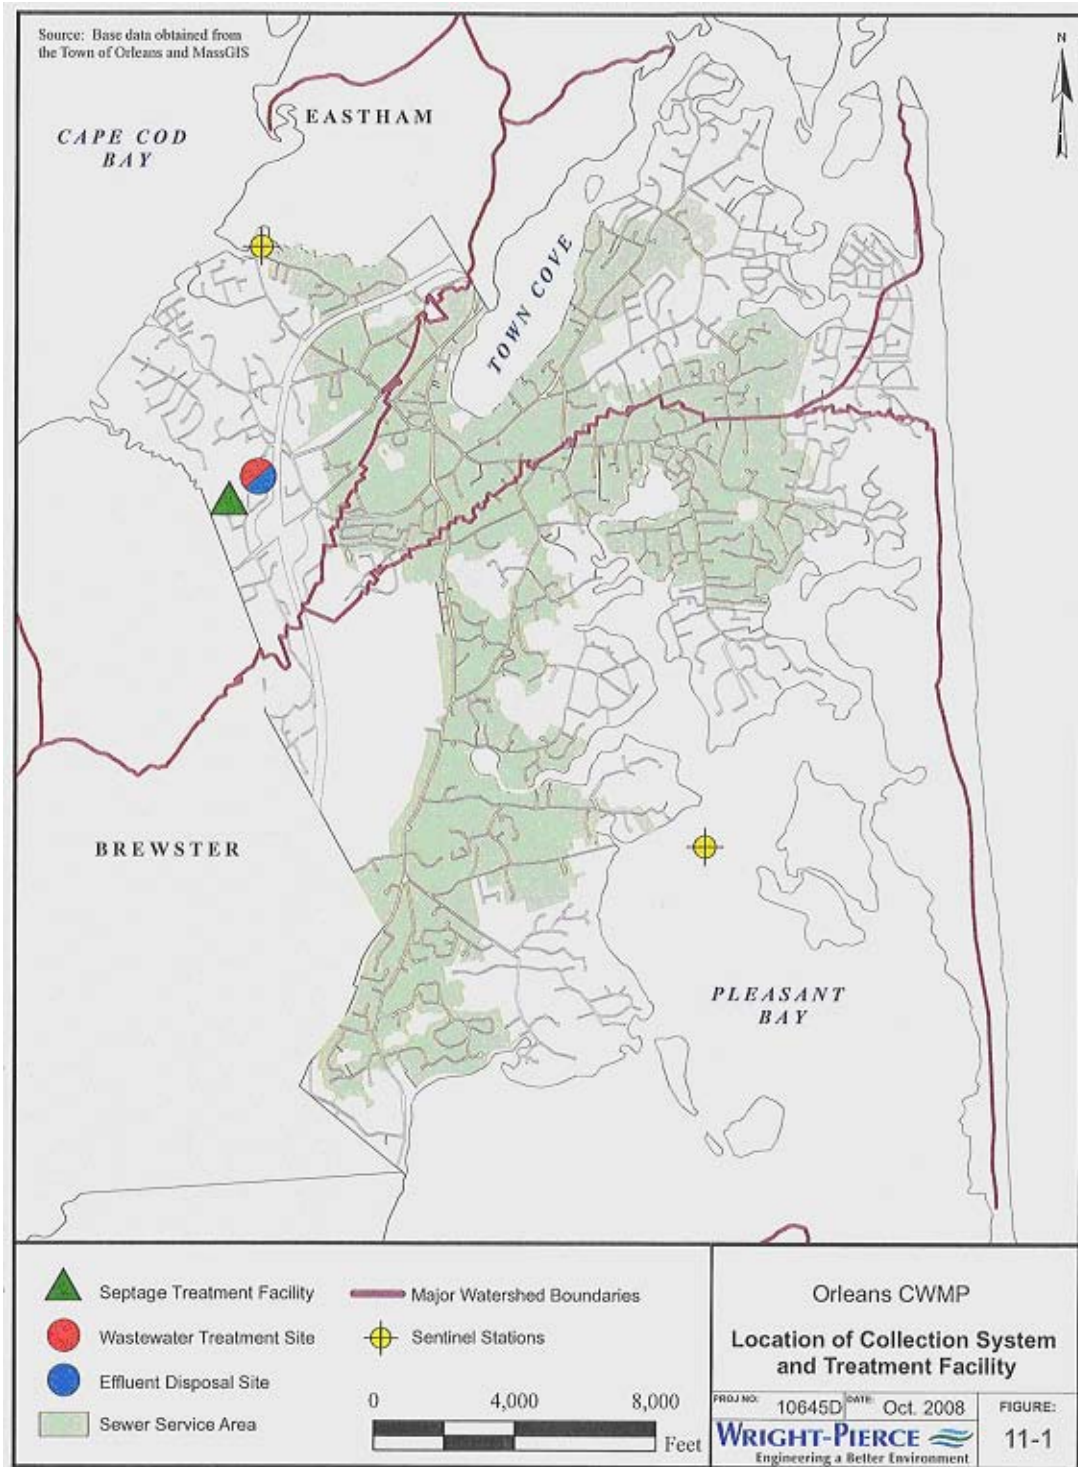 Source: Base data obtained from
the Town of Orleans and MassGIS
N
EASTHAM
CAPE COD
BAY
TOWN COVE
BREWSTER
PLEASANT
BAY
Septage Treatment Facility
Wastewater Treatment Site
Effluent Disposal Site
Sewer Service Area
Major Watershed Boundaries
Sentinel Stations
0 4,000 8,000
Feet
Orleans CWMP
Location of Collection System
and Treatment Facility
PROJ NO: 10645D DATE: Oct. 2008
FIGURE:
11-1
WRIGHT-PIERCE
Engineering a Better Environment